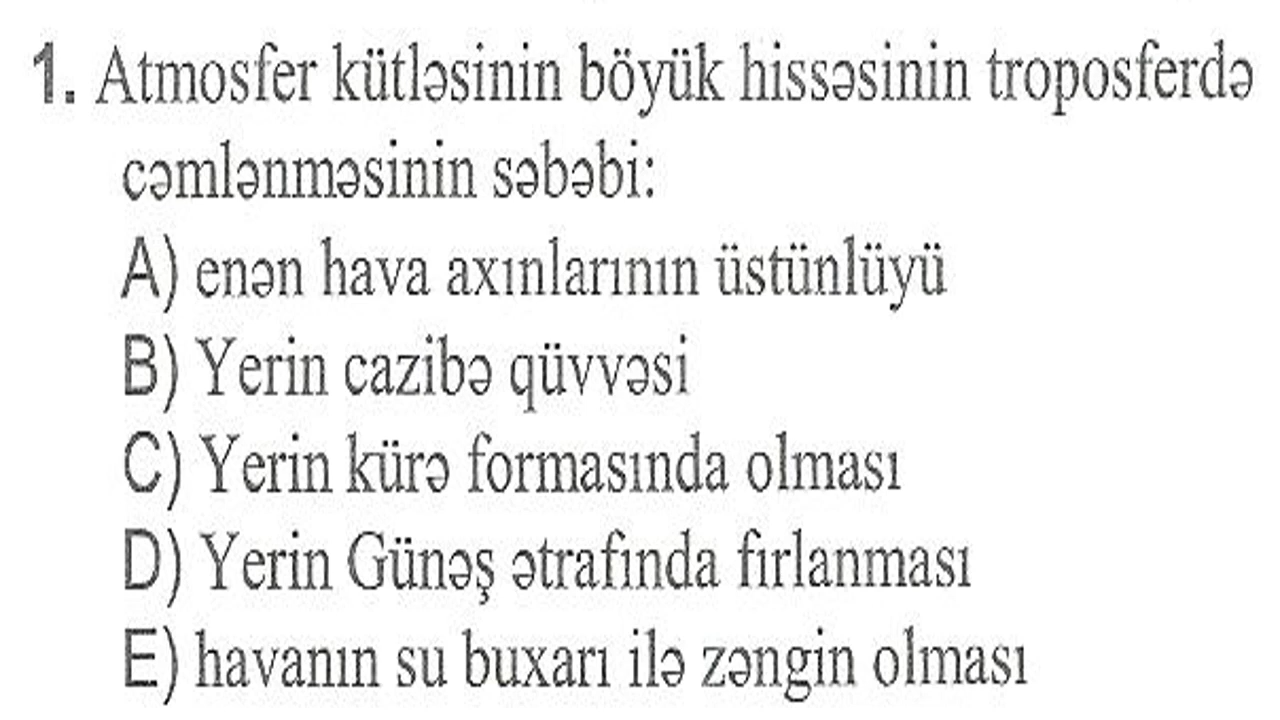 1. Atmosfer kütləsinin böyük hissəsinin troposferdə
cəmlənməsinin səbəbi:
A) enən hava axınlarının üstünlüyü
B) Yerin cazibə qüvvəsi
C) Yerin kürə formasında olması
D) Yerin Günəş ətrafında fırlanması
E) havanın su buxarı ilə zəngin olması